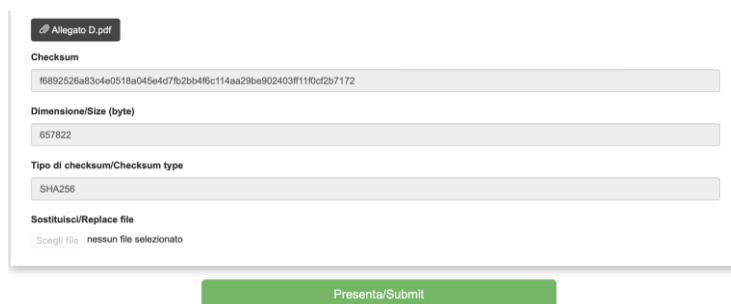 Allegato D.pdf
Checksum
f6892526a83c4e0518a045e4d7fb2bb4f6c114aa29be902403ff11f0cf2b7172
Dimensione/Size (byte)
657822
Tipo di checksum/Checksum type
SHA256
Sostituisci/Replace file
Scegli file nessun file selezionato
Presenta/Submit